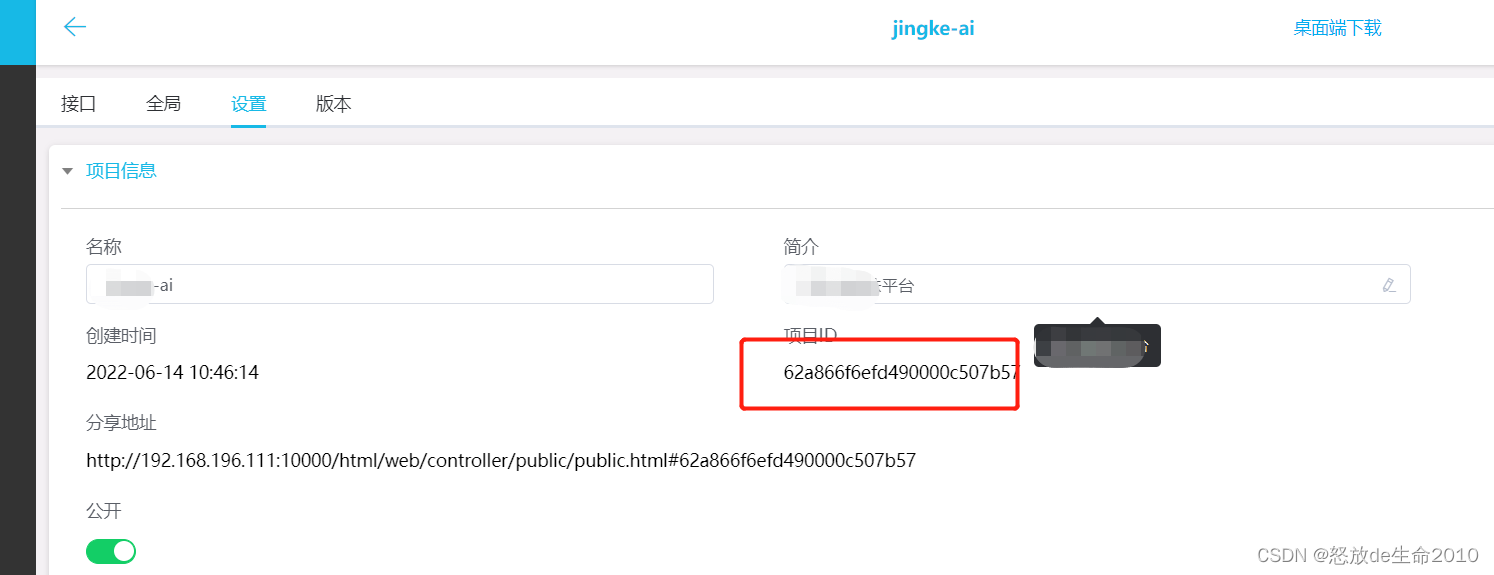 jingke-ai
桌面端下载
接口 全局 设置 版本
项目信息
名称
简介
-ai
平台
创建时间
项目ID
2022-06-14 10:46:14
62a866f6efd490000c507b57
分享地址
http://192.168.196.111:10000/html/web/controller/public/public.html#62a866f6efd490000c507b57
公开
CSDN @怒放de生命2010